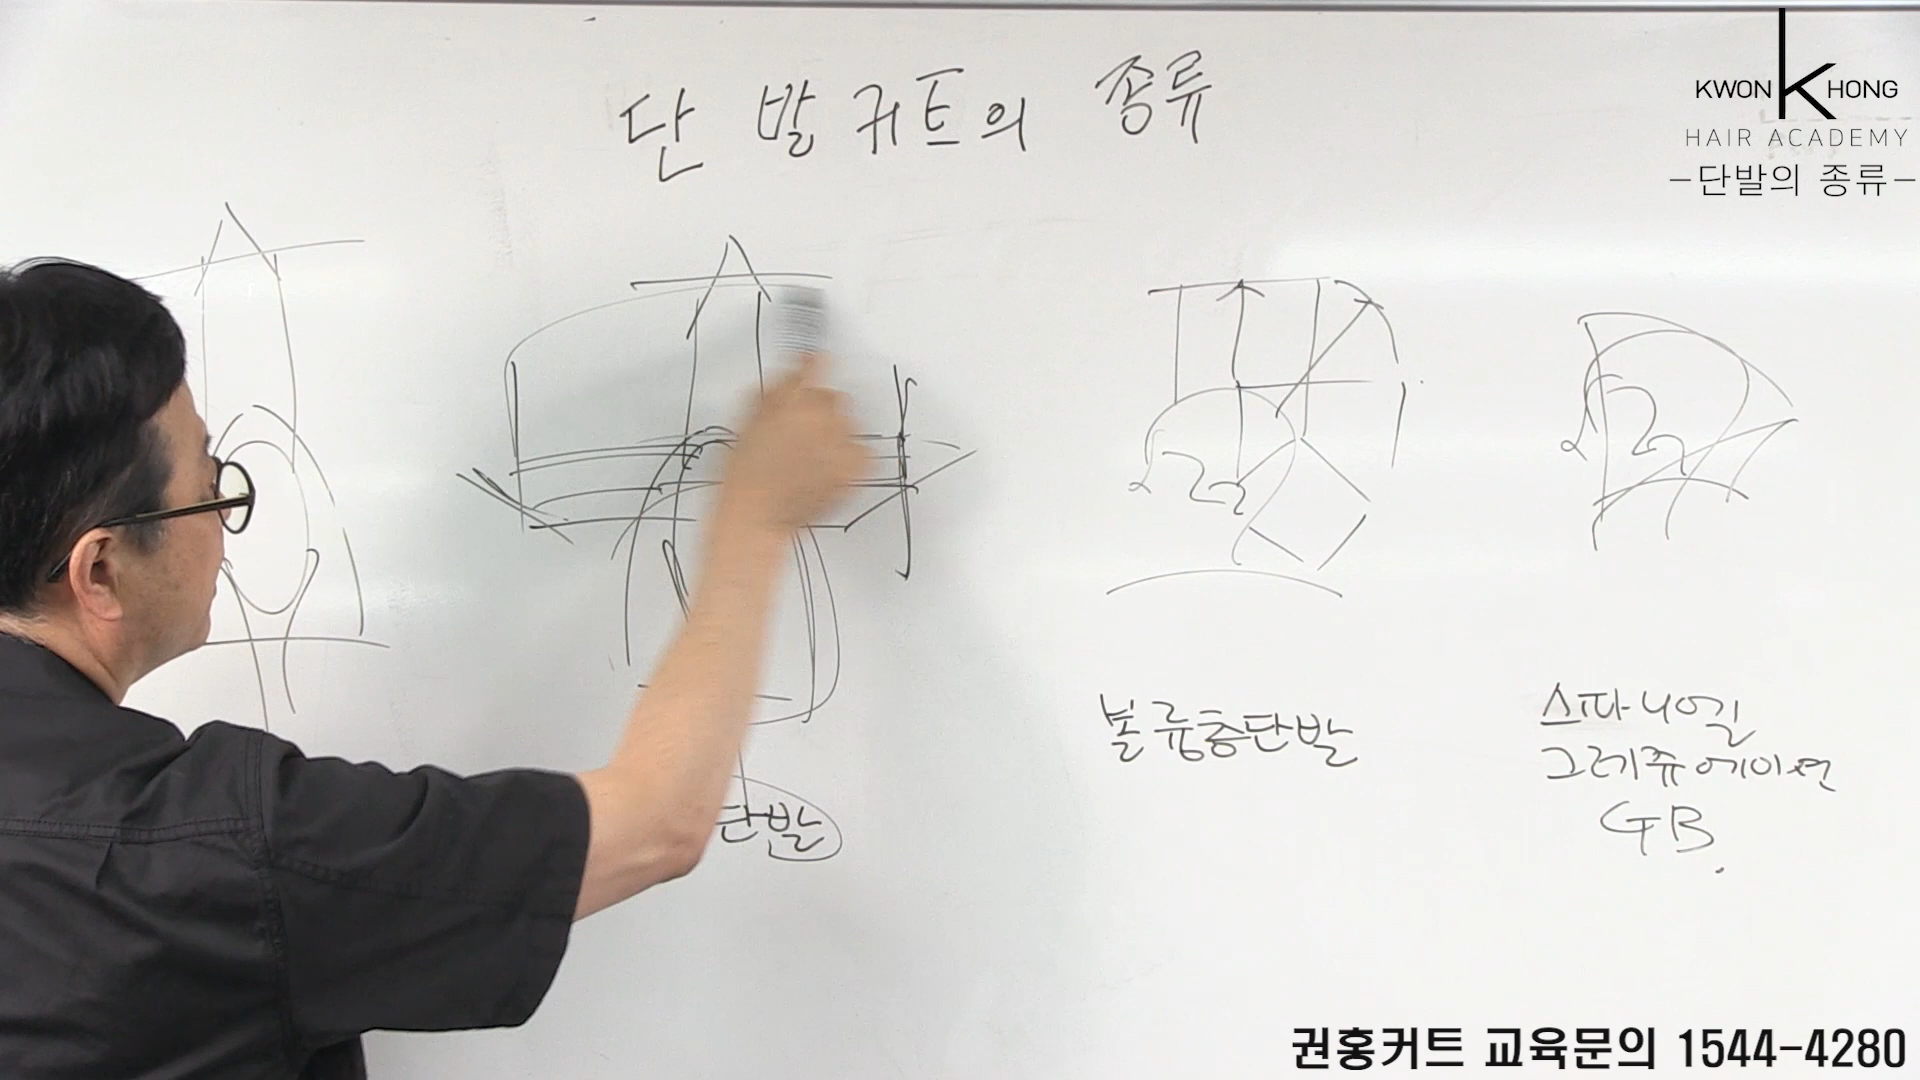 단발커트의 종류
KWON K HONG
HAIR ACADEMY
-단발의 종류-
단발
볼륨층단발
스파니엘
그레쥬에이션
GB.
권홍커트 교육문의 1544-4280